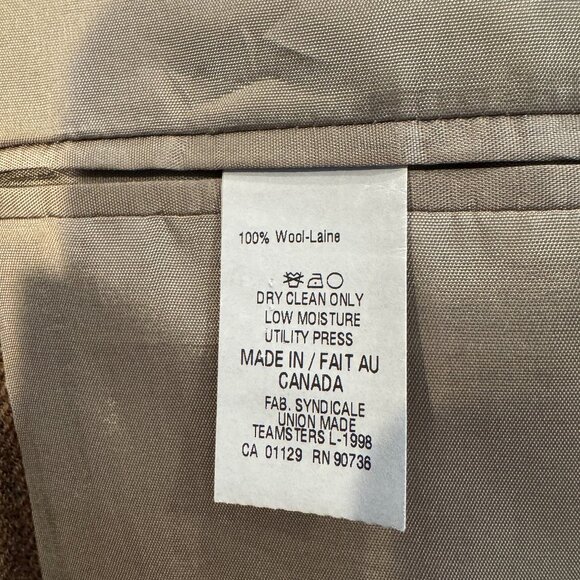 100% Wool-Laine
DRY CLEAN ONLY
LOW MOISTURE
UTILITY PRESS
MADE IN / FAIT AU
CANADA
FAB. SYNDICALE
UNION MADE
TEAMSTERS L-1998
CA 01129 RN 90736